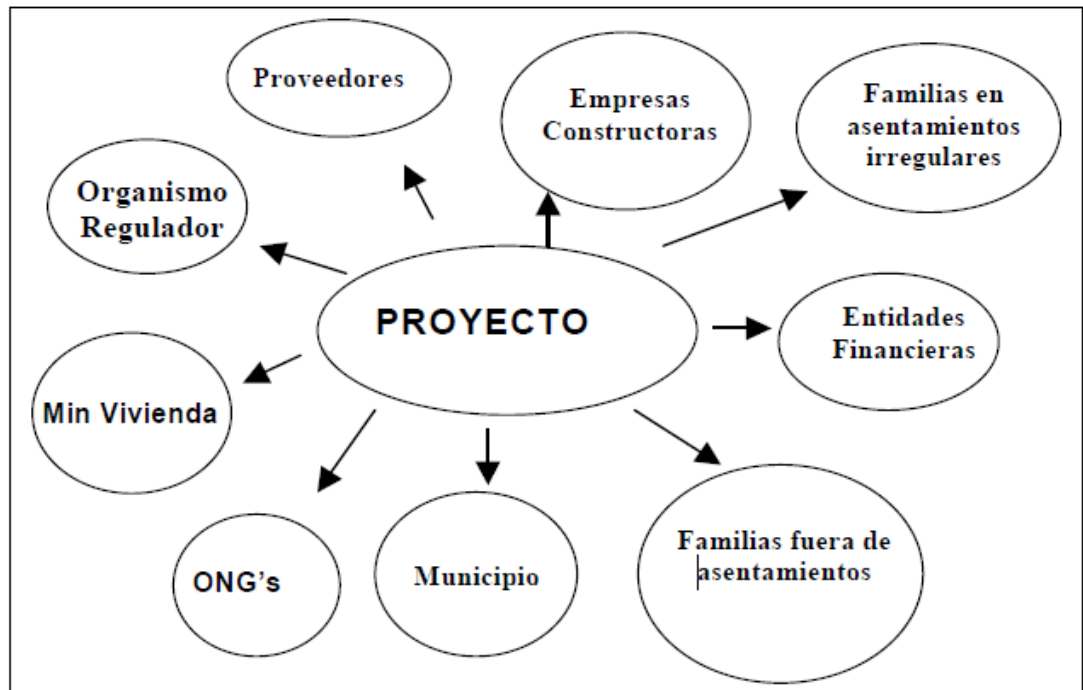 Proveedores
Empresas
Constructoras
Familias en
asentamientos
irregulares
Organismo
Regulador
PROYECTO
Entidades
Financieras
Min Vivienda
ONG's
Municipio
Familias fuera de
asentamientos